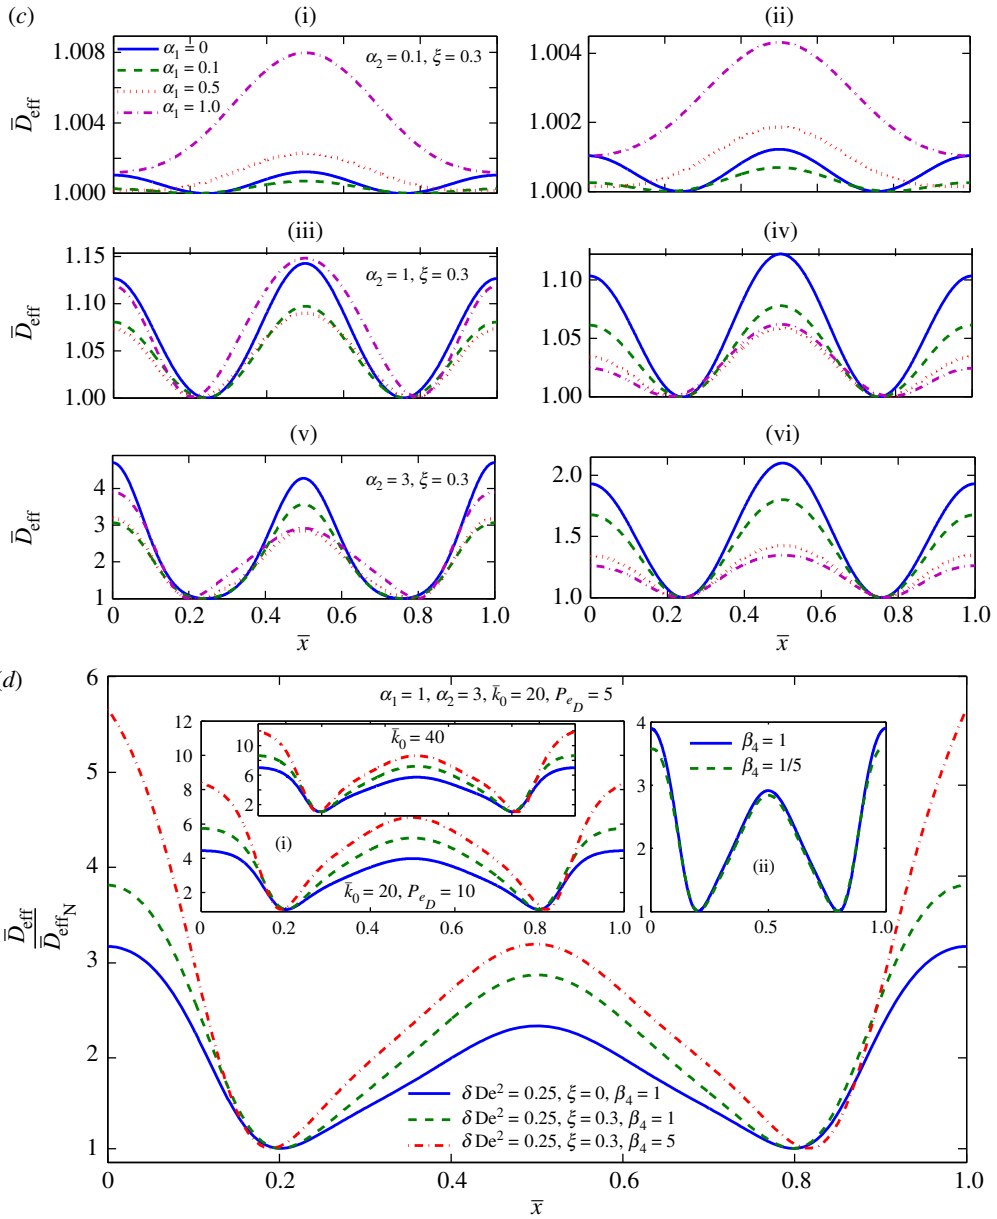 (c)
(i)
(ii)
D̄eff
1.008
1.004
1.000
α1 = 0
α1 = 0.1
α1 = 0.5
α1 = 1.0
α2 = 0.1, ξ = 0.3
1.004
1.002
1.000
(iii)
(iv)
D̄eff
1.15
1.10
1.05
1.00
α2 = 1, ξ = 0.3
1.10
1.05
1.00
(v)
(vi)
D̄eff
4
3
2
1
α2 = 3, ξ = 0.3
2.0
1.5
1.0
0 0.2 0.4 0.6 0.8 1.0
0 0.2 0.4 0.6 0.8 1.0
x̄
x̄
d)
D̄eff
D̄effN
6
5
4
3
2
1
α1 = 1, α2 = 3, k̄0 = 20, PeD = 5
12
10
8
6
4
2
k̄0 = 40
10
6
2
(i)
k̄0 = 20, PeD = 10
0 0.2 0.4 0.6 0.8 1.0
4
3
2
1
β4 = 1
β4 = 1/5
(ii)
0 0.5 1.0
δ De² = 0.25, ξ = 0, β4 = 1
δ De² = 0.25, ξ = 0.3, β4 = 1
δ De² = 0.25, ξ = 0.3, β4 = 5
0 0.2 0.4 0.6 0.8 1.0
x̄